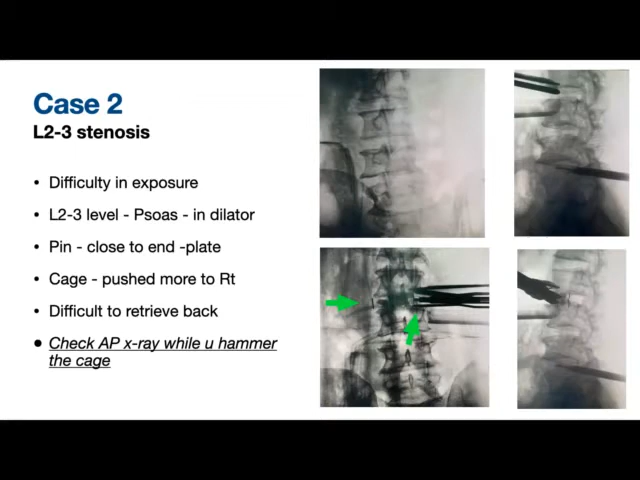 Case 2
L2-3 stenosis
• Difficulty in exposure
• L2-3 level - Psoas - in dilator
• Pin - close to end -plate
• Cage - pushed more to Rt
• Difficult to retrieve back
• Check AP x-ray while u hammer
the cage